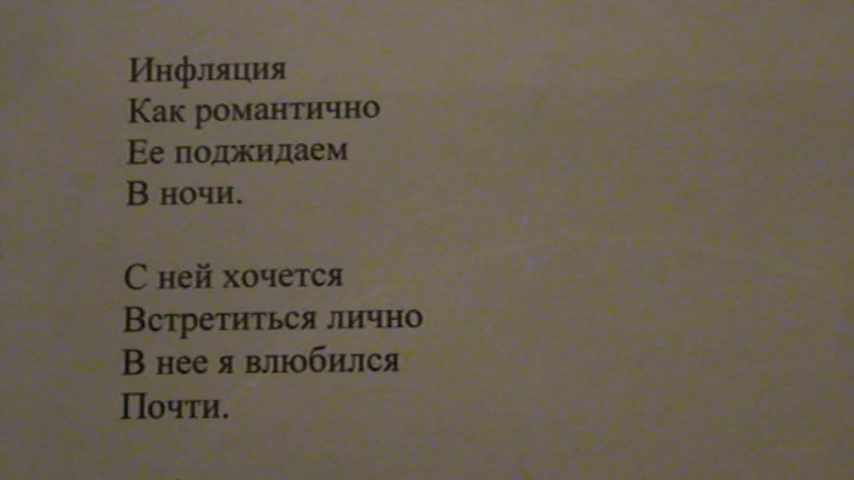 Инфляция
Как романтично
Ее поджидаем
В ночи.
С ней хочется
Встретиться лично
В нее я влюбился
Почти.